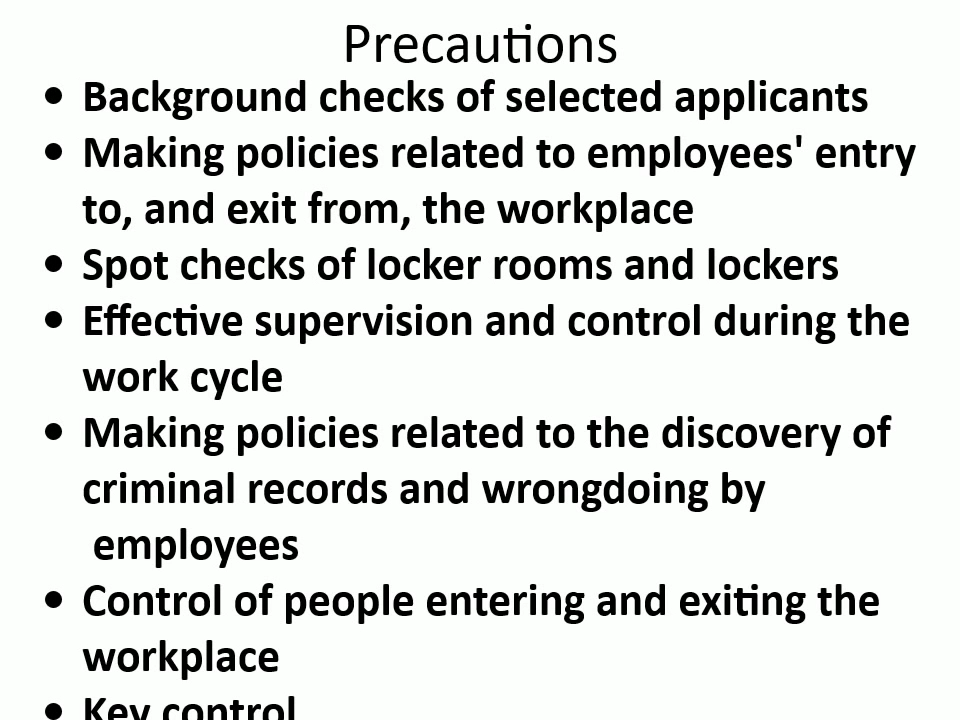 Precautions
• Background checks of selected applicants
• Making policies related to employees' entry
to, and exit from, the workplace
• Spot checks of locker rooms and lockers
• Effective supervision and control during the
work cycle
• Making policies related to the discovery of
criminal records and wrongdoing by
employees
• Control of people entering and exiting the
workplace
• Key control